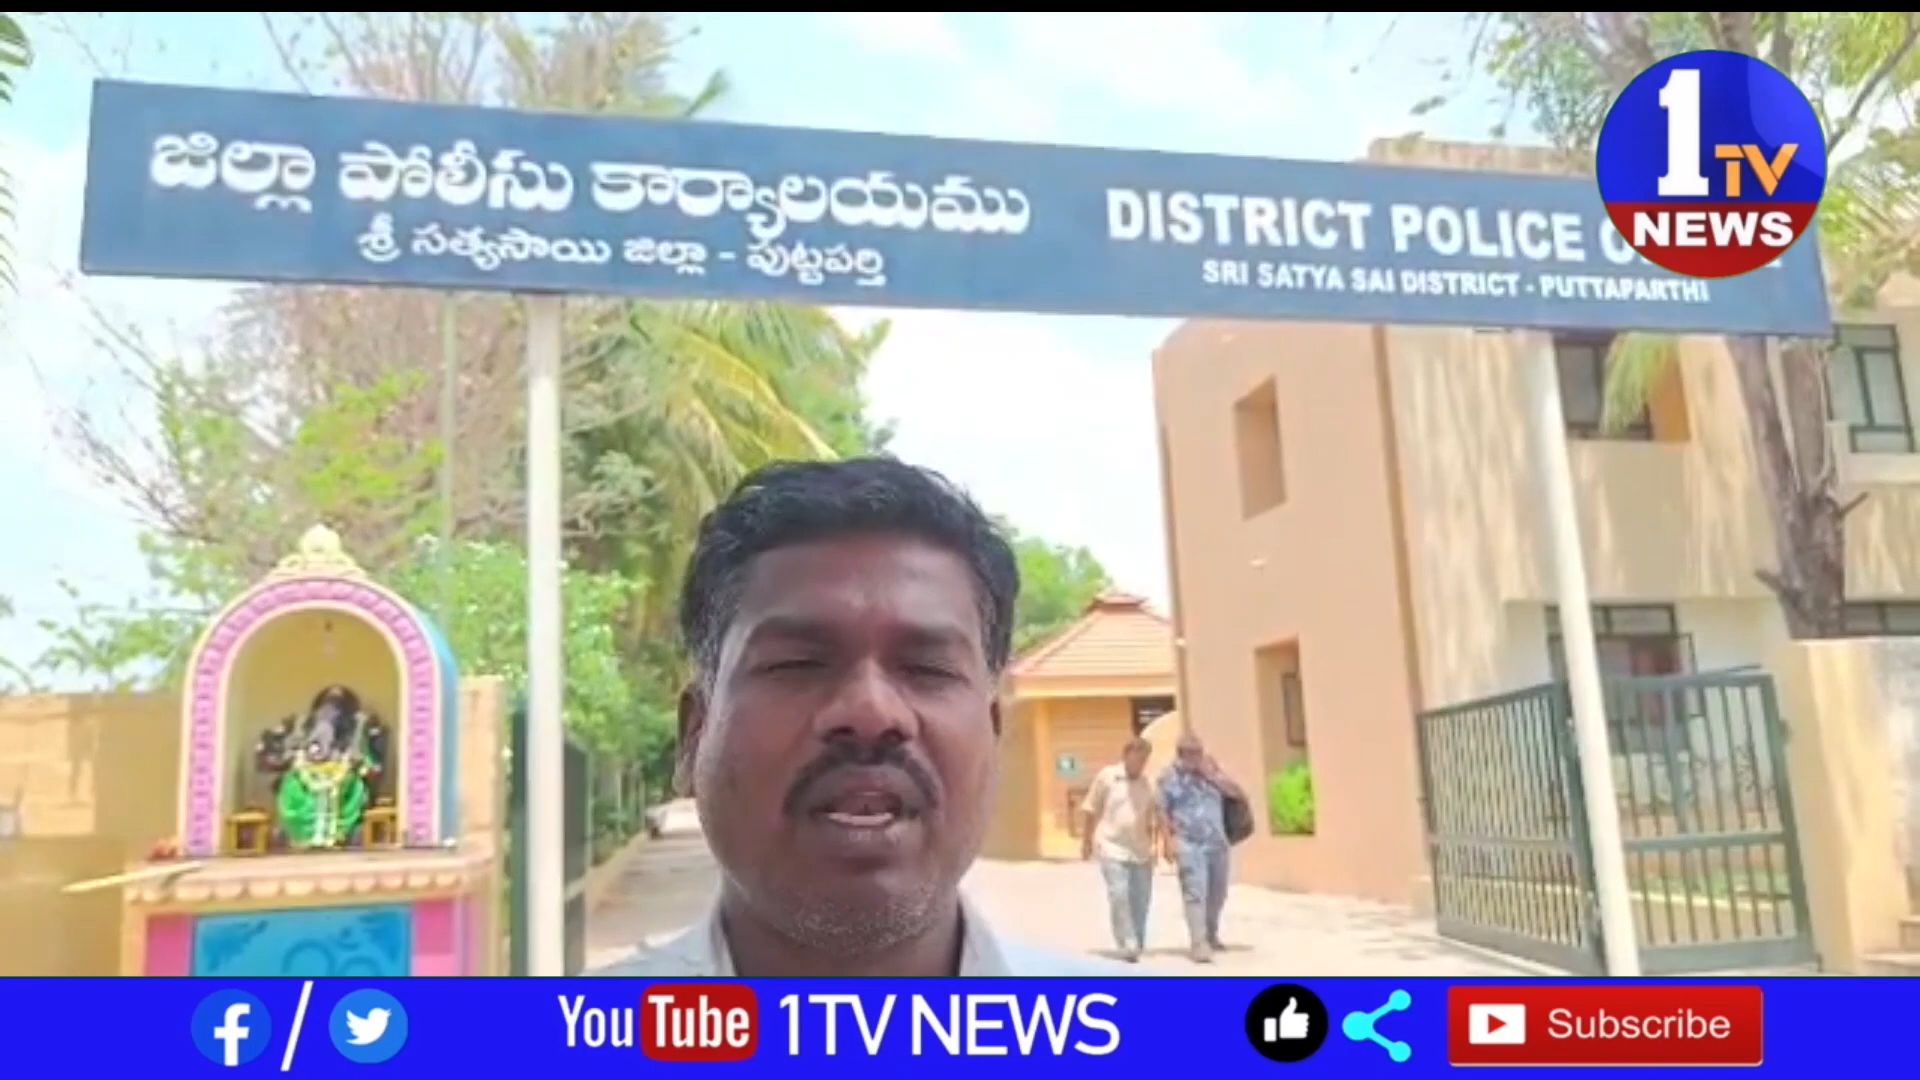 జిల్లా పోలీసు కార్యాలయము
శ్రీ సత్యసాయి జిల్లా - పుట్టపర్తి
DISTRICT POLICE
SRI SATYA SAI DISTRICT - PUTTAPARTHI
1TV
NEWS
f / YouTube 1TV NEWS
Subscribe